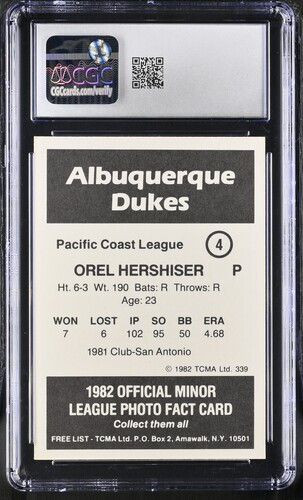 CGC
CGCcards.com/verify
Albuquerque
Dukes
Pacific Coast League 4
OREL HERSHISER P
Ht. 6-3 Wt. 190 Bats: R Throws: R
Age: 23
WON LOST IP SO BB ERA
7 6 102 95 50 4.68
1981 Club-San Antonio
© 1982 TCMA Ltd. 339
1982 OFFICIAL MINOR
LEAGUE PHOTO FACT CARD
Collect them all
FREE LIST - TCMA Ltd. P.O. Box 2, Amawalk, N.Y. 10501